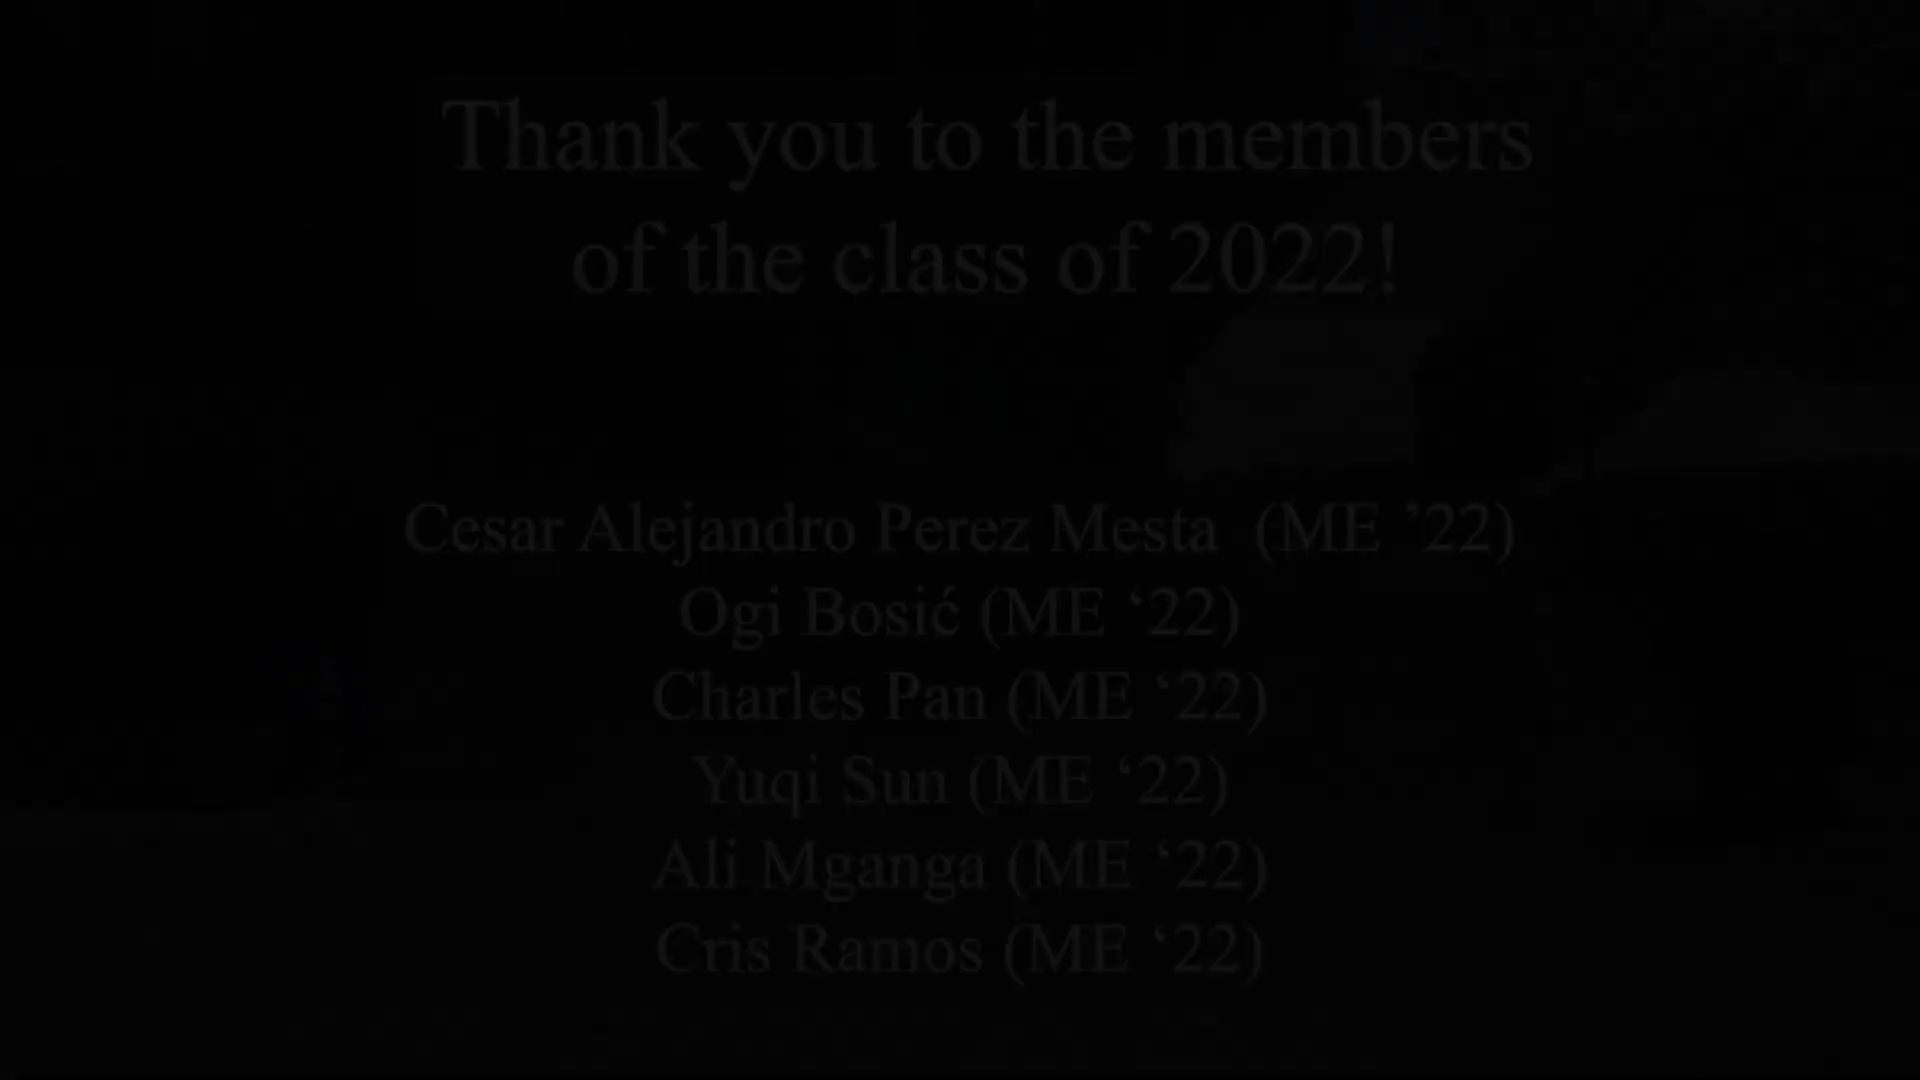 Thank you to the members
of the class of 2022!
Cesar Alejandro Perez Mesta  (ME ’22)
Ogi Bosić (ME ‘22)
Charles Pan (ME ‘22)
Yuqi Sun (ME ‘22)
Ali Mganga (ME ‘22)
Cris Ramos (ME ‘22)